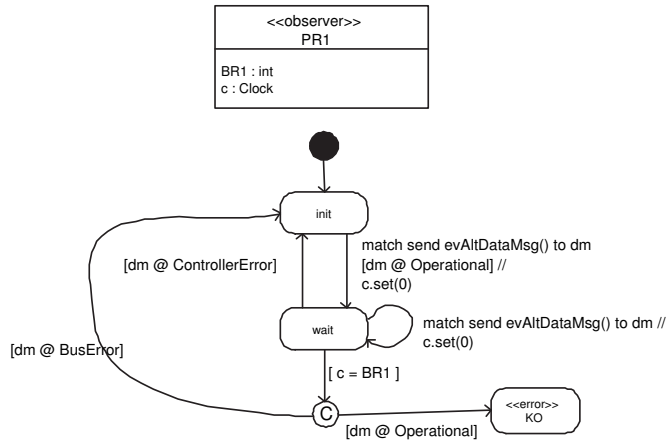 <<observer>>
PR1
BR1 : int
c : Clock
init
match send evAltDataMsg() to dm
[dm @ Operational] //
c.set(0)
[dm @ ControllerError]
wait
match send evAltDataMsg() to dm //
c.set(0)
[dm @ BusError]
[ c = BR1 ]
C
<<error>>
KO
[dm @ Operational]